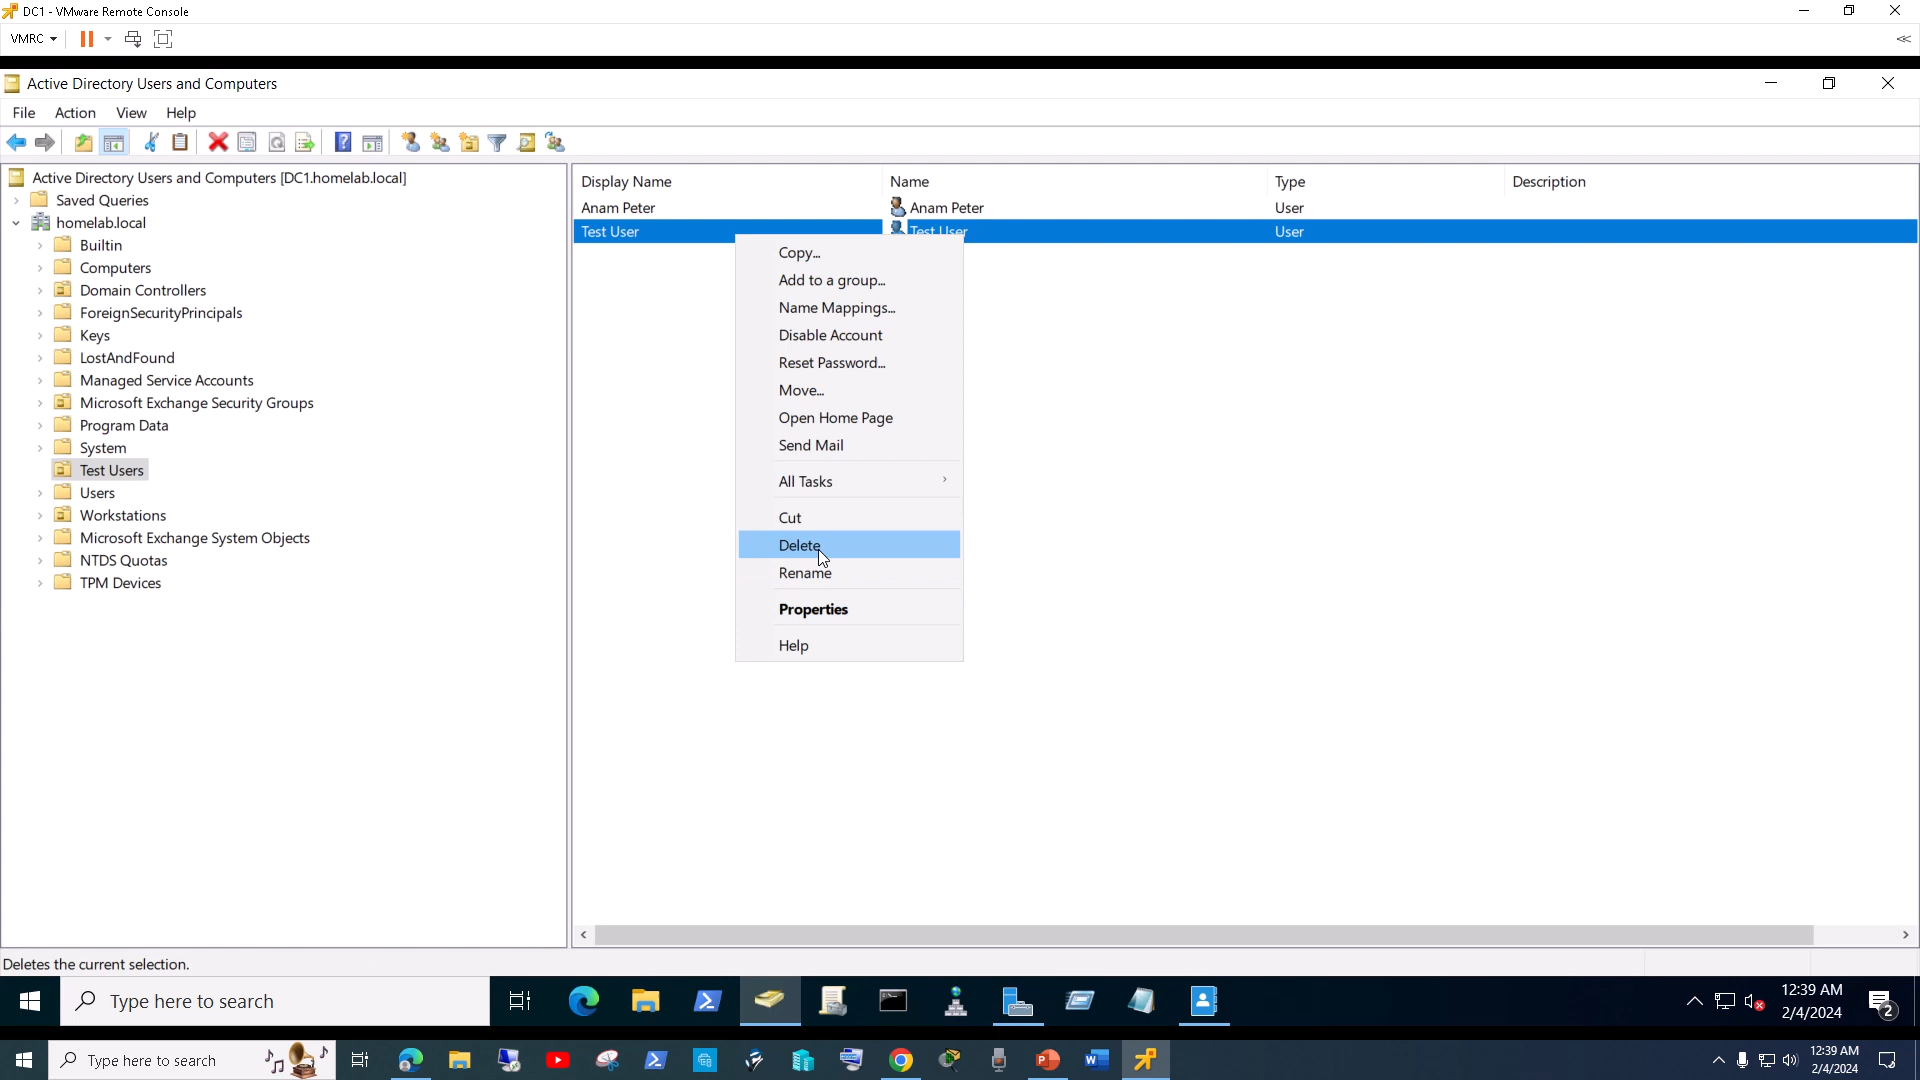 DC1 - VMware Remote Console
VMRC
Active Directory Users and Computers
File Action View Help
Active Directory Users and Computers [DC1.homelab.local]
Saved Queries
homelab.local
Builtin
Computers
Domain Controllers
ForeignSecurityPrincipals
Keys
LostAndFound
Managed Service Accounts
Microsoft Exchange Security Groups
Program Data
System
Test Users
Users
Workstations
Microsoft Exchange System Objects
NTDS Quotas
TPM Devices
Display Name Name Type Description
Anam Peter Anam Peter User
Test User Test User User
Copy...
Add to a group...
Name Mappings...
Disable Account
Reset Password...
Move...
Open Home Page
Send Mail
All Tasks
Cut
Delete
Rename
Properties
Help
Deletes the current selection.
Type here to search
12:39 AM
2/4/2024
2
Type here to search
12:39 AM
2/4/2024